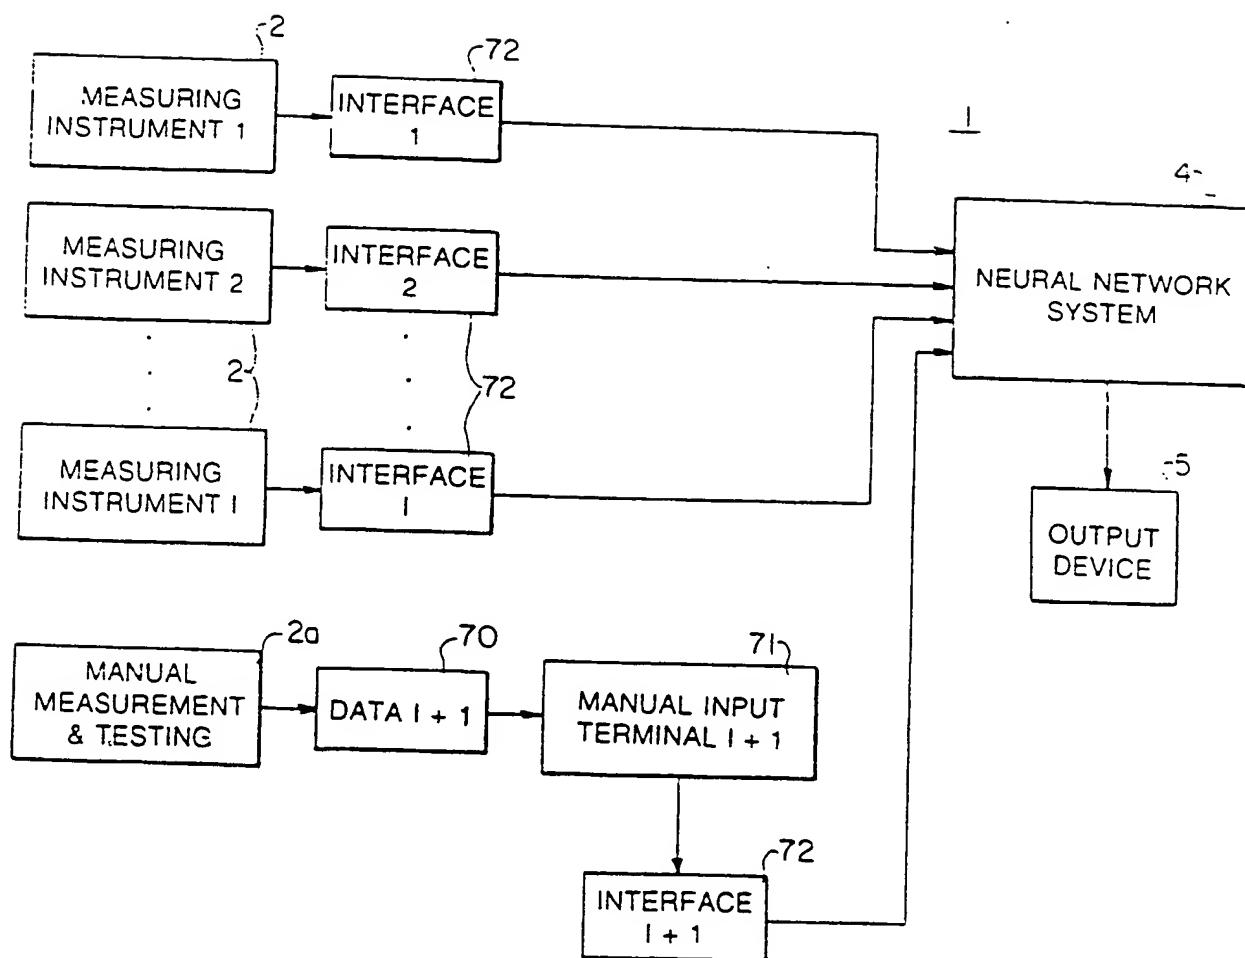 2
72
MEASURING
INSTRUMENT 1
INTERFACE
1
1
4
MEASURING
INSTRUMENT 2
INTERFACE
2
NEURAL NETWORK
SYSTEM
2
72
MEASURING
INSTRUMENT I
INTERFACE
I
5
OUTPUT
DEVICE
2a
70
71
MANUAL
MEASUREMENT
& TESTING
DATA I + 1
MANUAL INPUT
TERMINAL I + 1
72
INTERFACE
I + 1